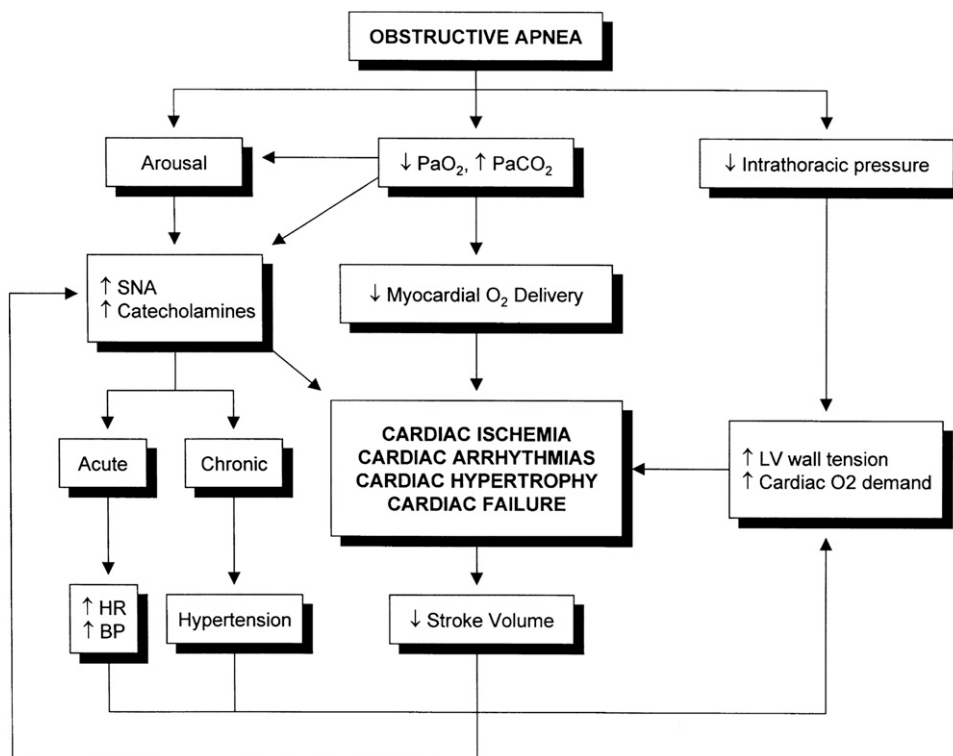 OBSTRUCTIVE APNEA
Arousal
↓ PaO₂, ↑ PaCO₂
↓ Intrathoracic pressure
↑ SNA
↑ Catecholamines
↓ Myocardial O₂ Delivery
Acute
Chronic
CARDIAC ISCHEMIA
CARDIAC ARRHYTHMIAS
CARDIAC HYPERTROPHY
CARDIAC FAILURE
↑ LV wall tension
↑ Cardiac O2 demand
↑ HR
↑ BP
Hypertension
↓ Stroke Volume